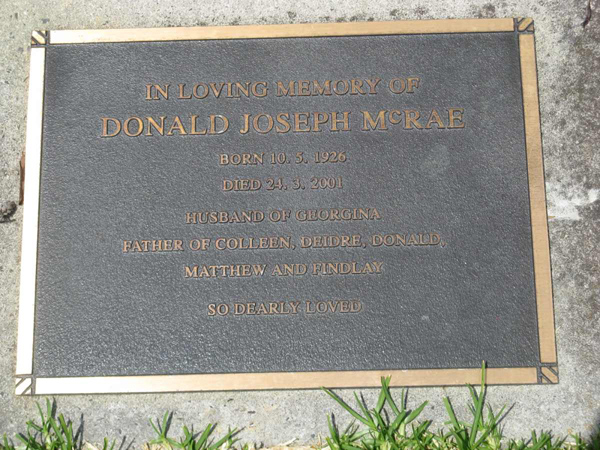 IN LOVING MEMORY OF
DONALD JOSEPH McRAE
BORN 10. 5. 1926
DIED 24. 3. 2001
HUSBAND OF GEORGINA
FATHER OF COLLEEN, DEIDRE, DONALD,
MATTHEW AND FINDLAY
SO DEARLY LOVED